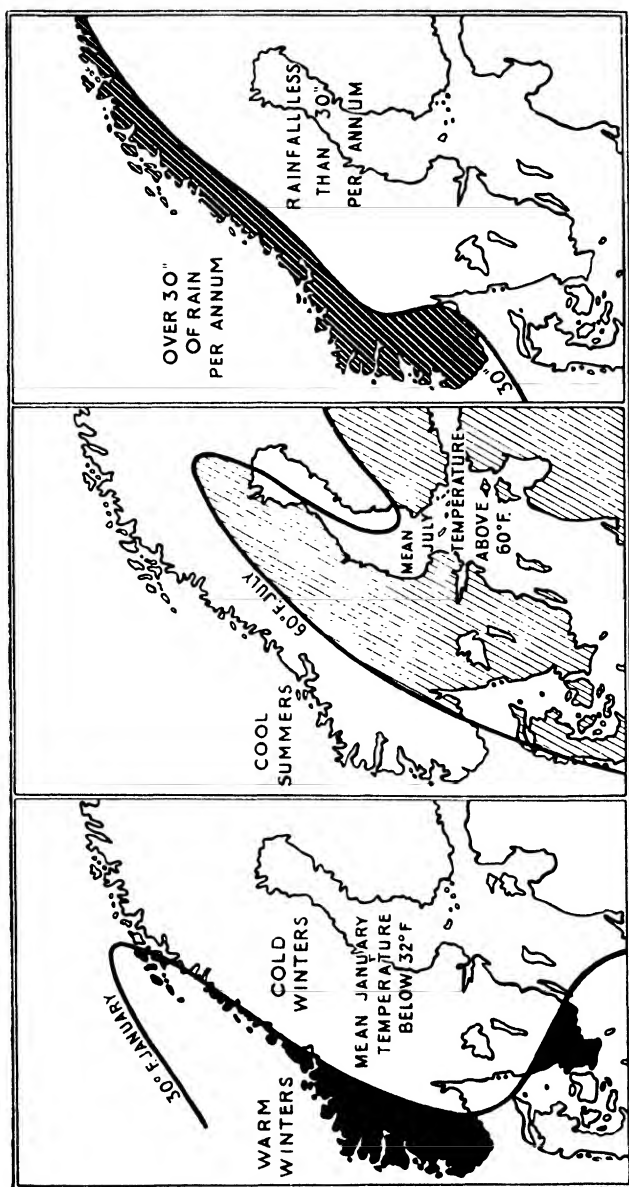 30°F. JANUARY
WARM
WINTERS
COLD
WINTERS
MEAN JANUARY
TEMPERATURE
BELOW 32°F
COOL
SUMMERS
60°F. JULY
MEAN
JULY
TEMPERATURE
ABOVE
60°F.
OVER 30"
OF RAIN
PER ANNUM
RAINFALL LESS
THAN 30"
PER ANNUM
30"